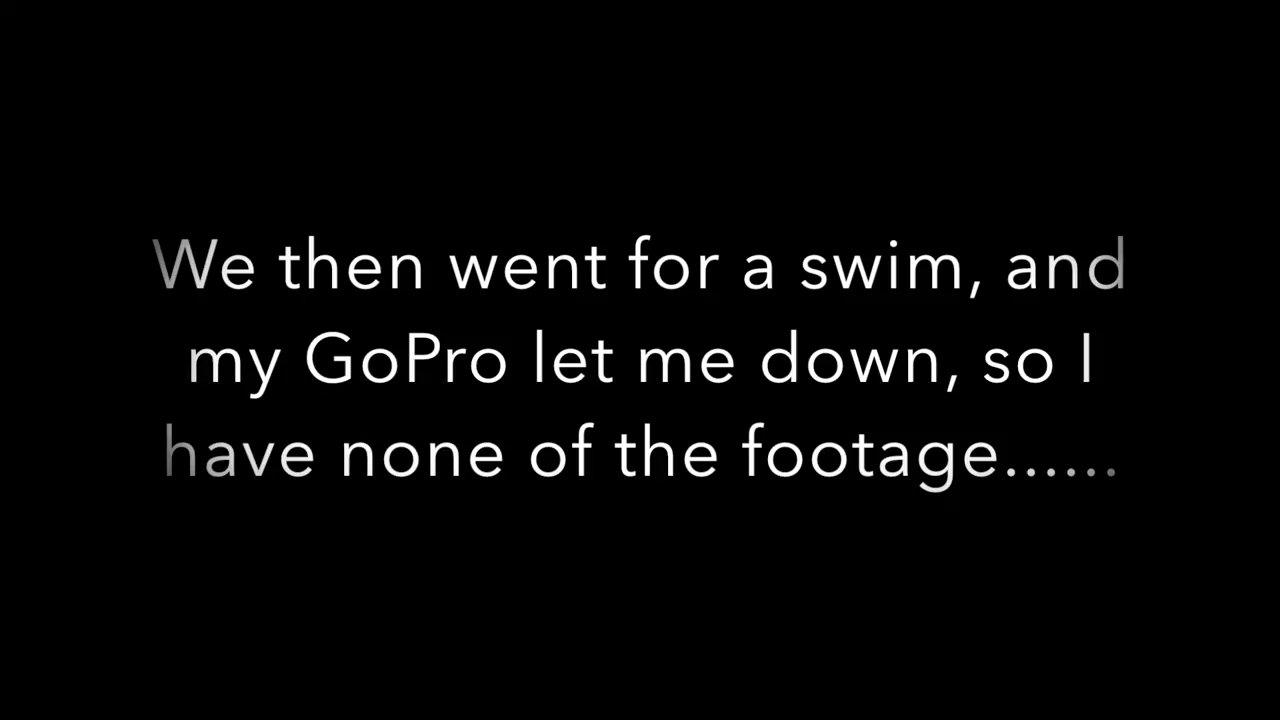 We then went for a swim, and
my GoPro let me down, so I
have none of the footage......